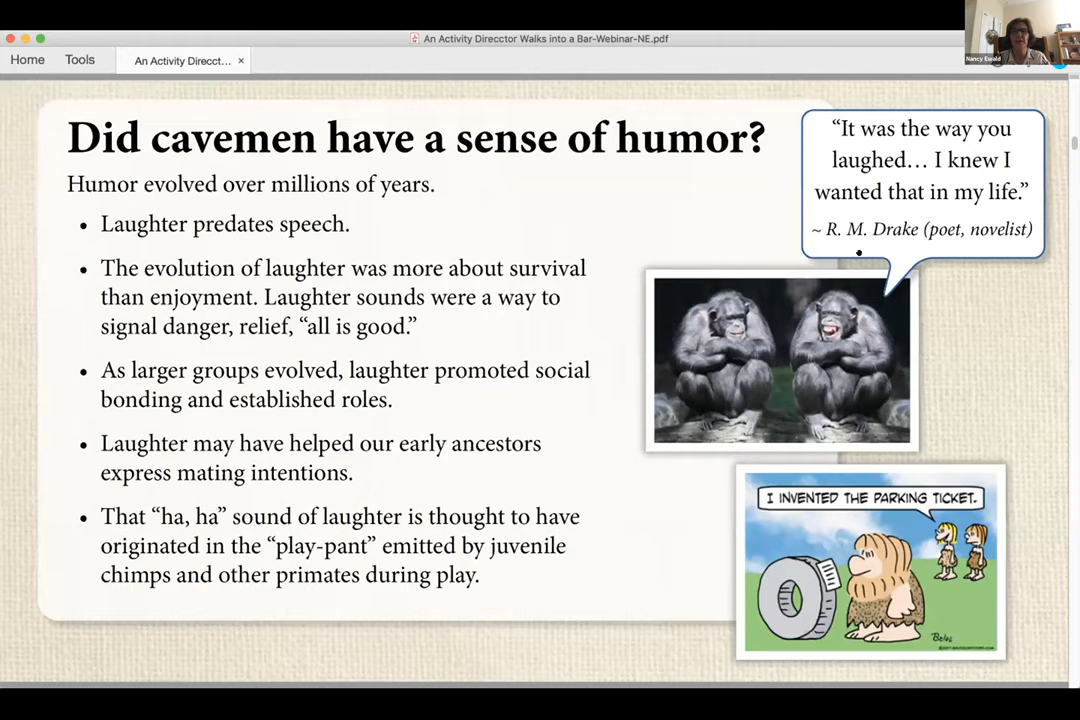 An Activity Direcctor Walks into a Bar-Webinar-NE.pdf
Home
Tools
An Activity Direcct...
×
Nancy Ewald
Did cavemen have a sense of humor?
Humor evolved over millions of years.
• Laughter predates speech.
• The evolution of laughter was more about survival
than enjoyment. Laughter sounds were a way to
signal danger, relief, “all is good.”
• As larger groups evolved, laughter promoted social
bonding and established roles.
• Laughter may have helped our early ancestors
express mating intentions.
• That “ha, ha” sound of laughter is thought to have
originated in the “play-pant” emitted by juvenile
chimps and other primates during play.
“It was the way you
laughed… I knew I
wanted that in my life.”
~ R. M. Drake (poet, novelist)
I INVENTED THE PARKING TICKET.